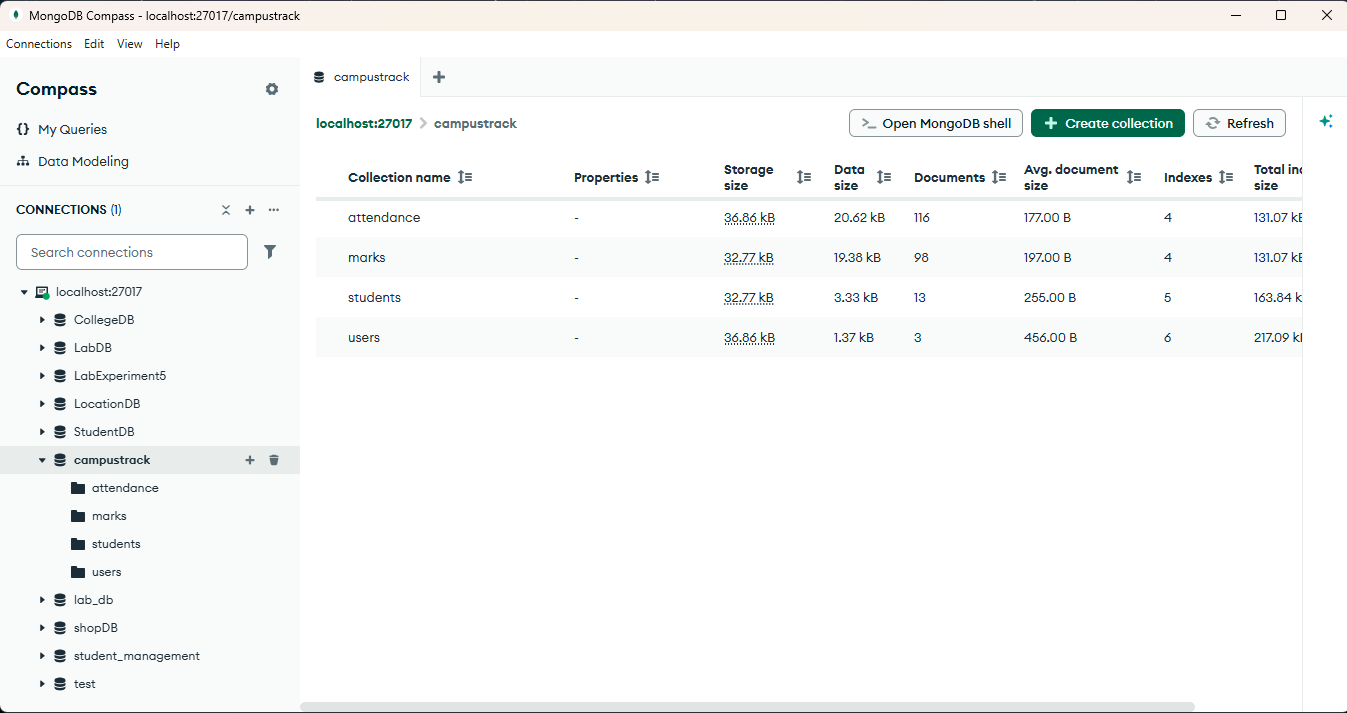 MongoDB Compass - localhost:27017/campustrack
Connections Edit View Help
Compass
My Queries
Data Modeling
CONNECTIONS (1)
Search connections
localhost:27017
CollegeDB
LabDB
LabExperiment5
LocationDB
StudentDB
campustrack
attendance
marks
students
users
lab_db
shopDB
student_management
test
campustrack
localhost:27017 > campustrack
>_ Open MongoDB shell + Create collection Refresh
Collection name Properties Storage size Data size Documents Avg. document size Indexes Total size
attendance - 36.86 kB 20.62 kB 116 177.00 B 4 131.07 kB
marks - 32.77 kB 19.38 kB 98 197.00 B 4 131.07 kB
students - 32.77 kB 3.33 kB 13 255.00 B 5 163.84 k
users - 36.86 kB 1.37 kB 3 456.00 B 6 217.09 k